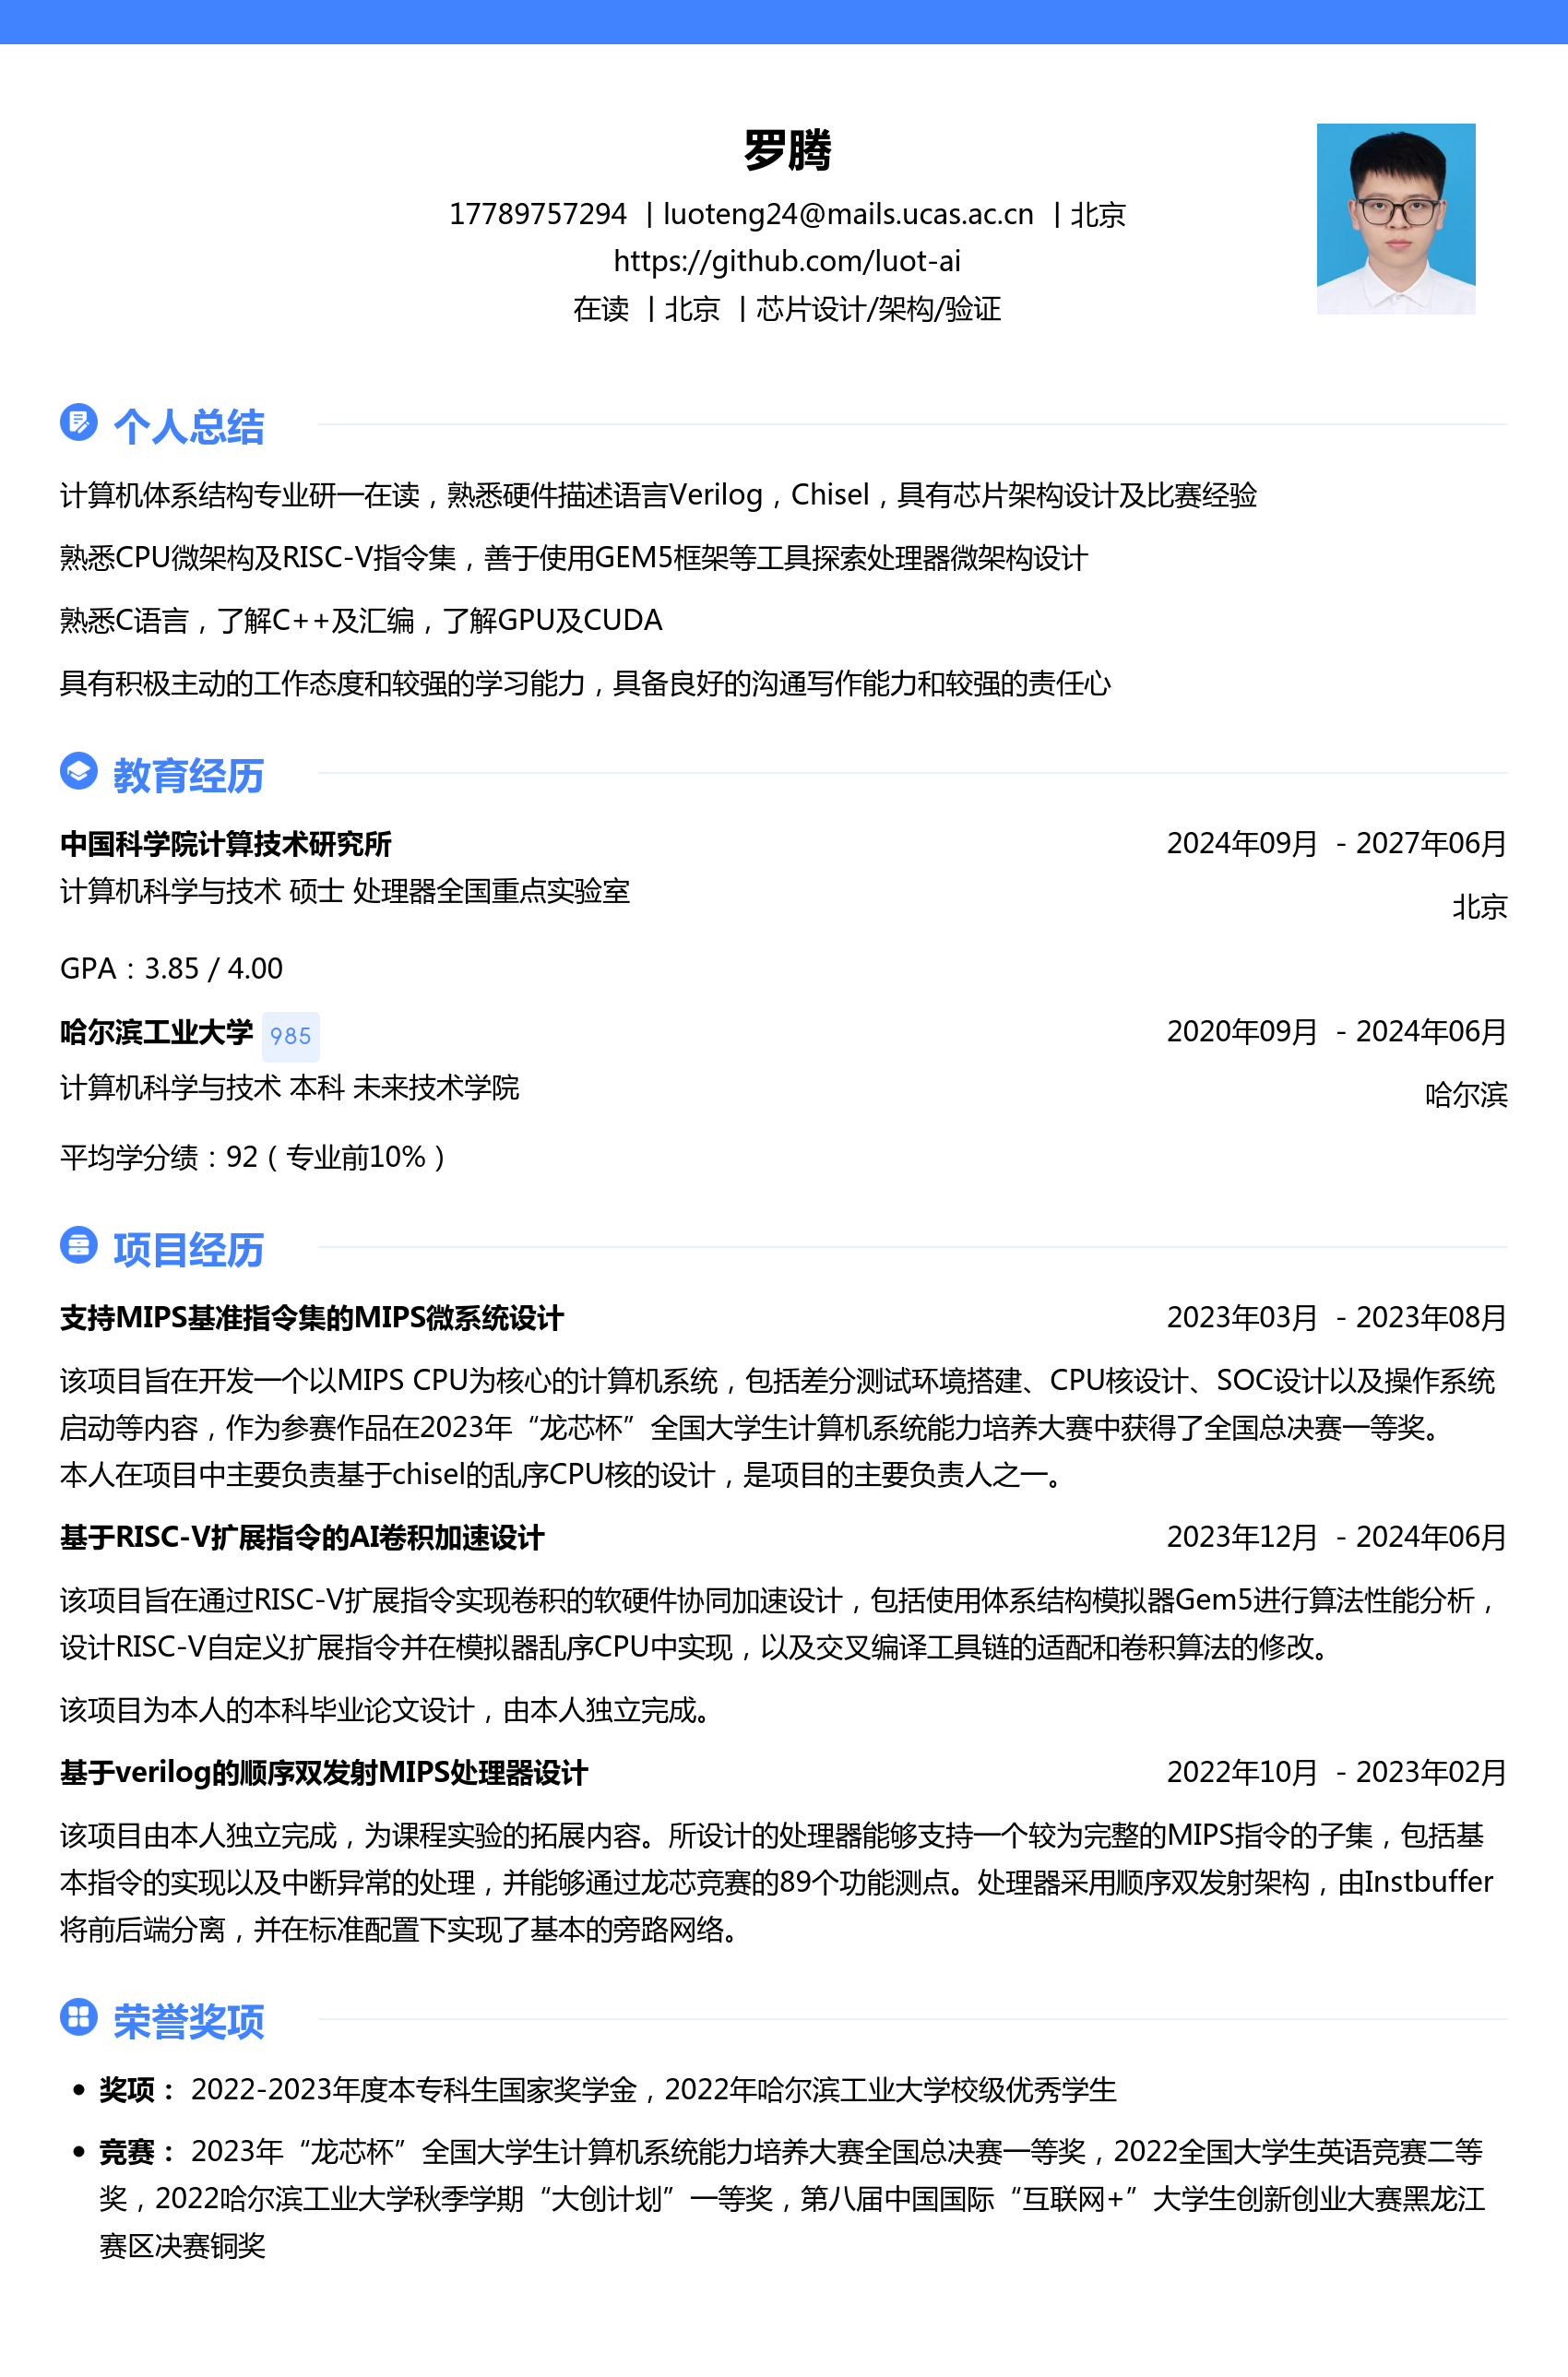 罗腾
17789757294 丨luoteng24@mails.ucas.ac.cn 丨北京
https://github.com/luot-ai
在读 丨北京 丨芯片设计/架构/验证
个人总结
计算机体系结构专业研一在读，熟悉硬件描述语言Verilog，Chisel，具有芯片架构设计及比赛经验
熟悉CPU微架构及RISC-V指令集，善于使用GEM5框架等工具探索处理器微架构设计
熟悉C语言，了解C++及汇编，了解GPU及CUDA
具有积极主动的工作态度和较强的学习能力，具备良好的沟通写作能力和较强的责任心
教育经历
中国科学院计算技术研究所 2024年09月 - 2027年06月
计算机科学与技术 硕士 处理器全国重点实验室 北京
GPA：3.85 / 4.00
哈尔滨工业大学 985 2020年09月 - 2024年06月
计算机科学与技术 本科 未来技术学院 哈尔滨
平均学分绩：92（专业前10%）
项目经历
支持MIPS基准指令集的MIPS微系统设计 2023年03月 - 2023年08月
该项目旨在开发一个以MIPS CPU为核心的计算机系统，包括差分测试环境搭建、CPU核设计、SOC设计以及操作系统
启动等内容，作为参赛作品在2023年“龙芯杯”全国大学生计算机系统能力培养大赛中获得了全国总决赛一等奖。
本人在项目中主要负责基于chisel的乱序CPU核的设计，是项目的主要负责人之一。
基于RISC-V扩展指令的AI卷积加速设计 2023年12月 - 2024年06月
该项目旨在通过RISC-V扩展指令实现卷积的软硬件协同加速设计，包括使用体系结构模拟器Gem5进行算法性能分析，
设计RISC-V自定义扩展指令并在模拟器乱序CPU中实现，以及交叉编译工具链的适配和卷积算法的修改。
该项目为本人的本科毕业论文设计，由本人独立完成。
基于verilog的顺序双发射MIPS处理器设计 2022年10月 - 2023年02月
该项目由本人独立完成，为课程实验的拓展内容。所设计的处理器能够支持一个较为完整的MIPS指令的子集，包括基
本指令的实现以及中断异常的处理，并能够通过龙芯竞赛的89个功能测点。处理器采用顺序双发射架构，由Instbuffer
将前后端分离，并在标准配置下实现了基本的旁路网络。
荣誉奖项
奖项： 2022-2023年度本专科生国家奖学金，2022年哈尔滨工业大学校级优秀学生
竞赛： 2023年“龙芯杯”全国大学生计算机系统能力培养大赛全国总决赛一等奖，2022全国大学生英语竞赛二等
奖，2022哈尔滨工业大学秋季学期“大创计划”一等奖，第八届中国国际“互联网+”大学生创新创业大赛黑龙江
赛区决赛铜奖